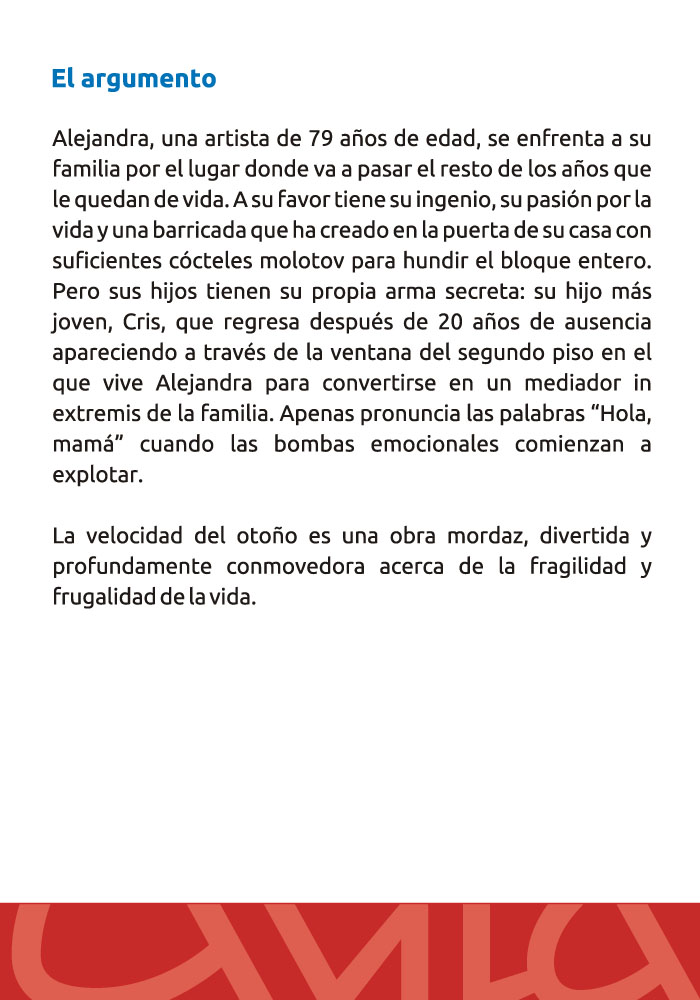 El argumento
Alejandra, una artista de 79 años de edad, se enfrenta a su
familia por el lugar donde va a pasar el resto de los años que
le quedan de vida. A su favor tiene su ingenio, su pasión por la
vida y una barricada que ha creado en la puerta de su casa con
suficientes cócteles molotov para hundir el bloque entero.
Pero sus hijos tienen su propia arma secreta: su hijo más
joven, Cris, que regresa después de 20 años de ausencia
apareciendo a través de la ventana del segundo piso en el
que vive Alejandra para convertirse en un mediador in
extremis de la familia. Apenas pronuncia las palabras “Hola,
mamá” cuando las bombas emocionales comienzan a
explotar.
La velocidad del otoño es una obra mordaz, divertida y
profundamente conmovedora acerca de la fragilidad y
frugalidad de la vida.